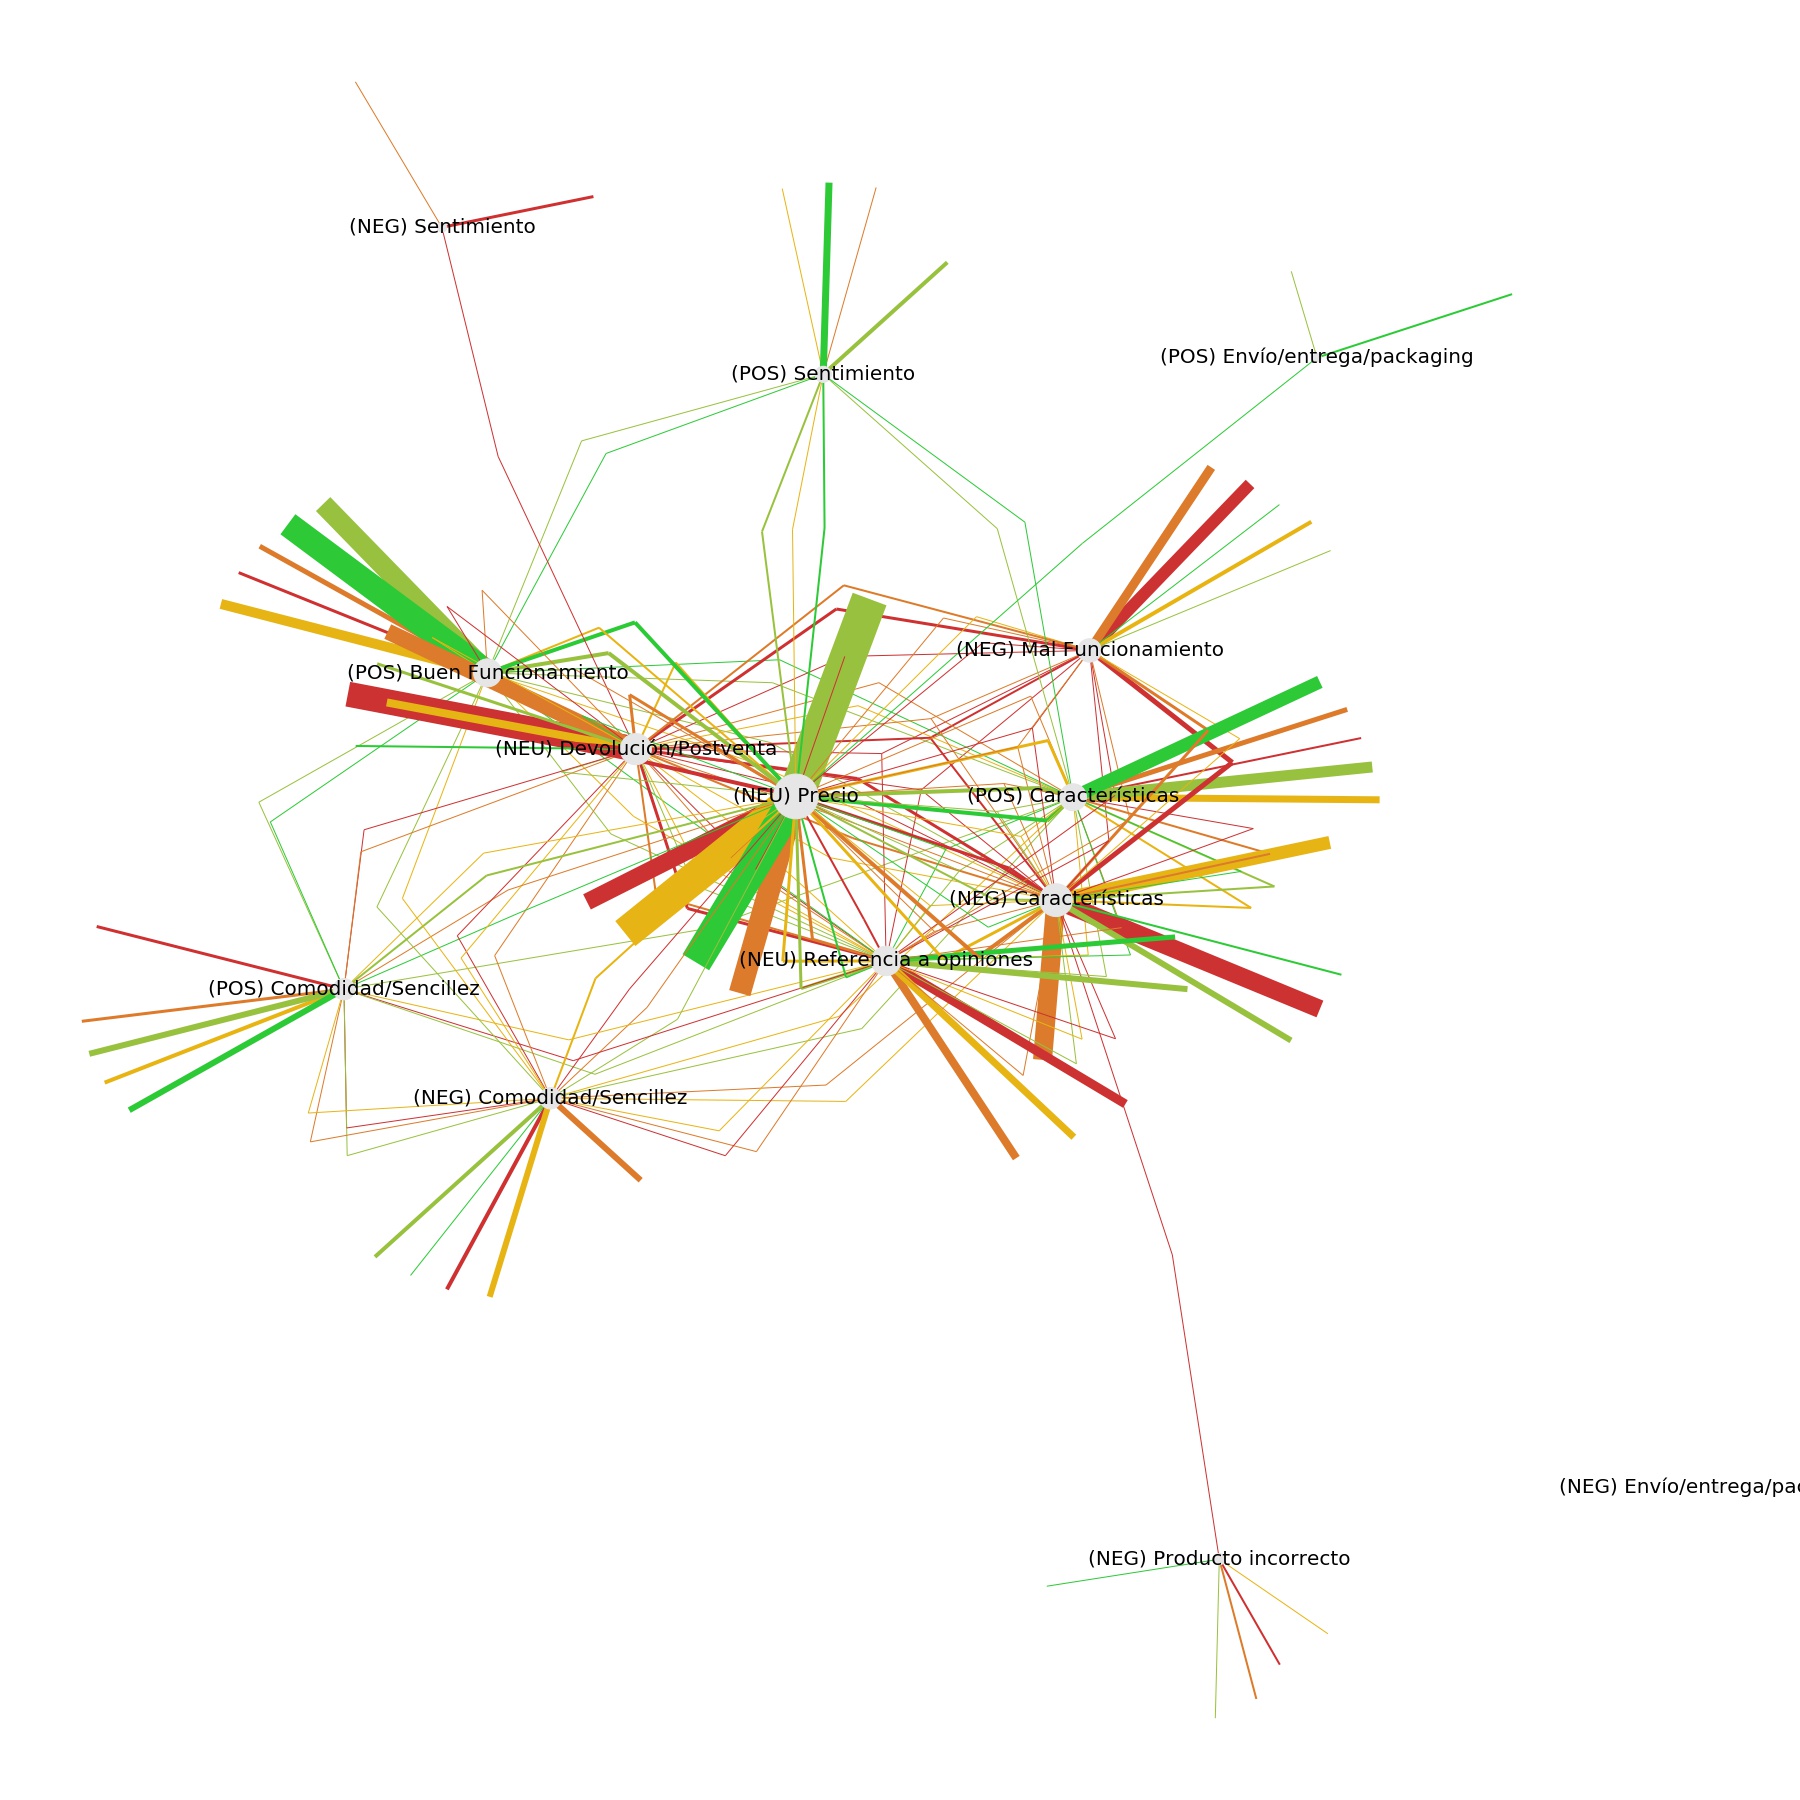 (NEG) Sentimiento
(POS) Envío/entrega/packaging
(POS) Sentimiento
(NEG) Mal Funcionamiento
(POS) Buen Funcionamiento
(NEU) Devolución/Postventa
(NEU) Precio
(POS) Características
(NEG) Características
(NEU) Referencia a opiniones
(POS) Comodidad/Sencillez
(NEG) Comodidad/Sencillez
(NEG) Envío/entrega/pa
(NEG) Producto incorrecto